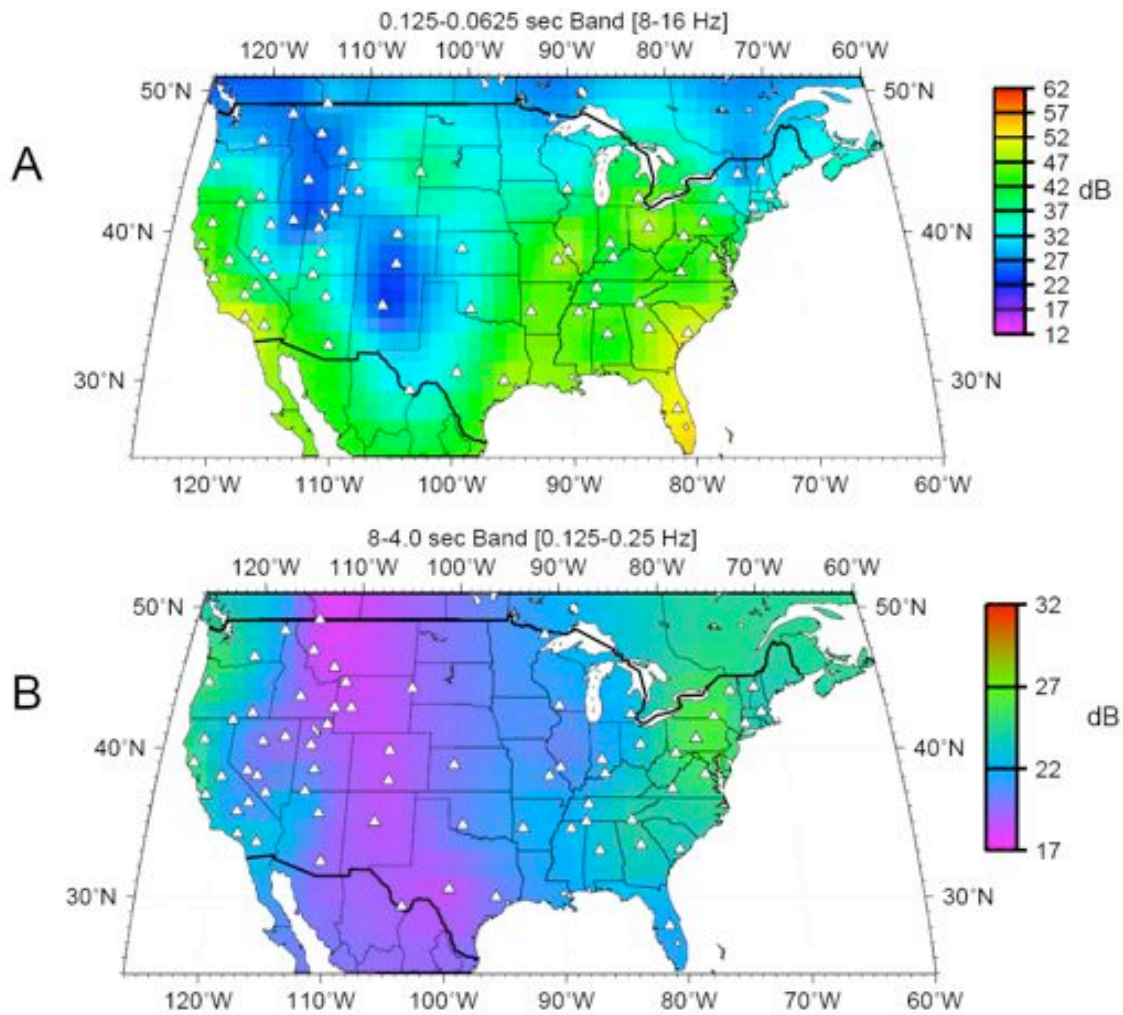 0.125-0.0625 sec Band [8-16 Hz]
120˚W 110˚W 100˚W 90˚W 80˚W 70˚W 60˚W
A
50˚N
40˚N 40˚N
30˚N 30˚N
120˚W 110˚W 100˚W 90˚W 80˚W 70˚W 60˚W
62
57
52
47
42
37
32
27
22
17
12
dB
8-4.0 sec Band [0.125-0.25 Hz]
120˚W 110˚W 100˚W 90˚W 80˚W 70˚W 60˚W
B
50˚N 50˚N
40˚N 40˚N
30˚N 30˚N
120˚W 110˚W 100˚W 90˚W 80˚W 70˚W 60˚W
32
27
22
17
dB